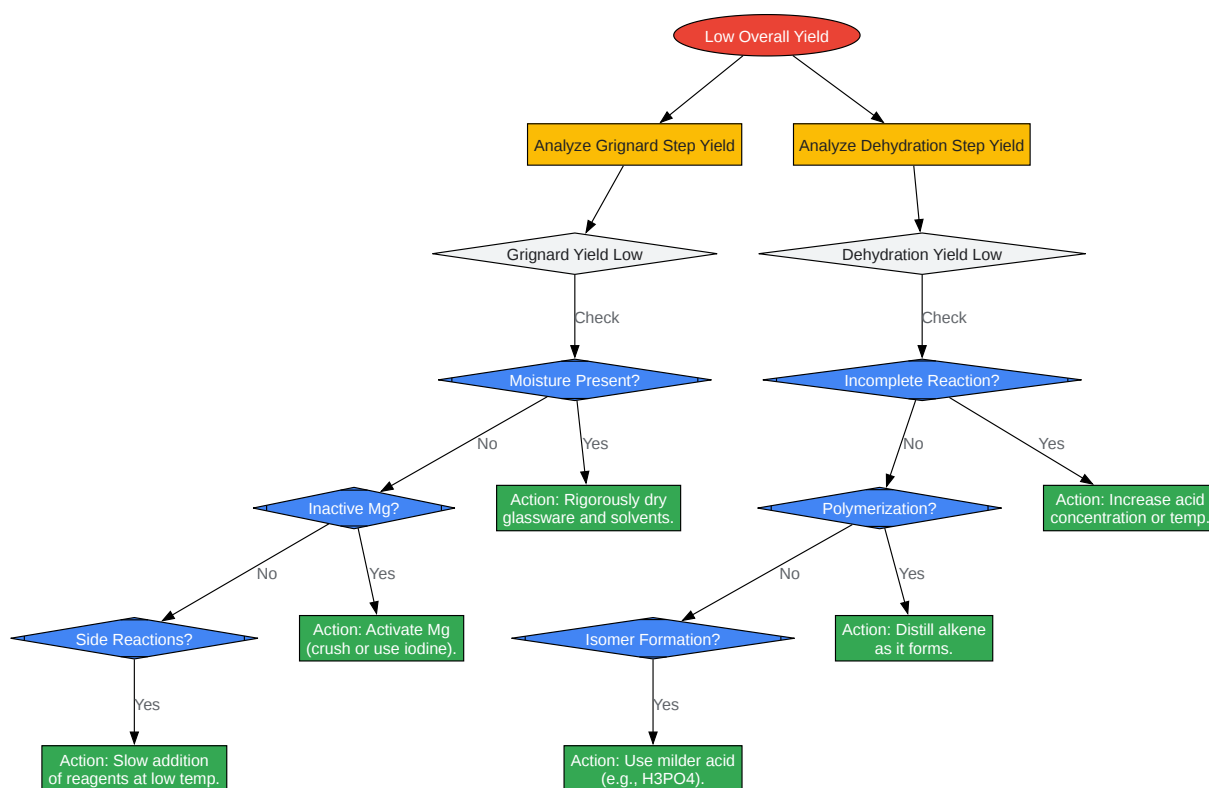 Low Overall Yield
Analyze Grignard Step Yield
Analyze Dehydration Step Yield
Grignard Yield Low
Dehydration Yield Low
Check
Check
Moisture Present?
Incomplete Reaction?
No
Yes
No
Yes
Inactive Mg?
Action: Rigorously dry
glassware and solvents.
Polymerization?
Action: Increase acid
concentration or temp.
No
Yes
No
Yes
Side Reactions?
Action: Activate Mg
(crush or use iodine).
Isomer Formation?
Action: Distill alkene
as it forms.
Yes
Yes
Action: Slow addition
of reagents at low temp.
Action: Use milder acid
(e.g., H3PO4).